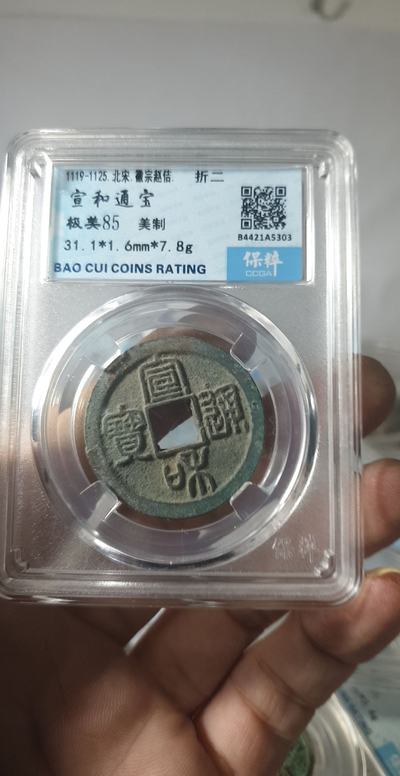 1119-1125.北宋.徽宗赵佶. 折二
宣和通宝
极美85 美制
B4421A5303
31.1*1.6mm*7.8g
保粹
CCGA
BAO CUI COINS RATING
宣
寶 通
和
保粹